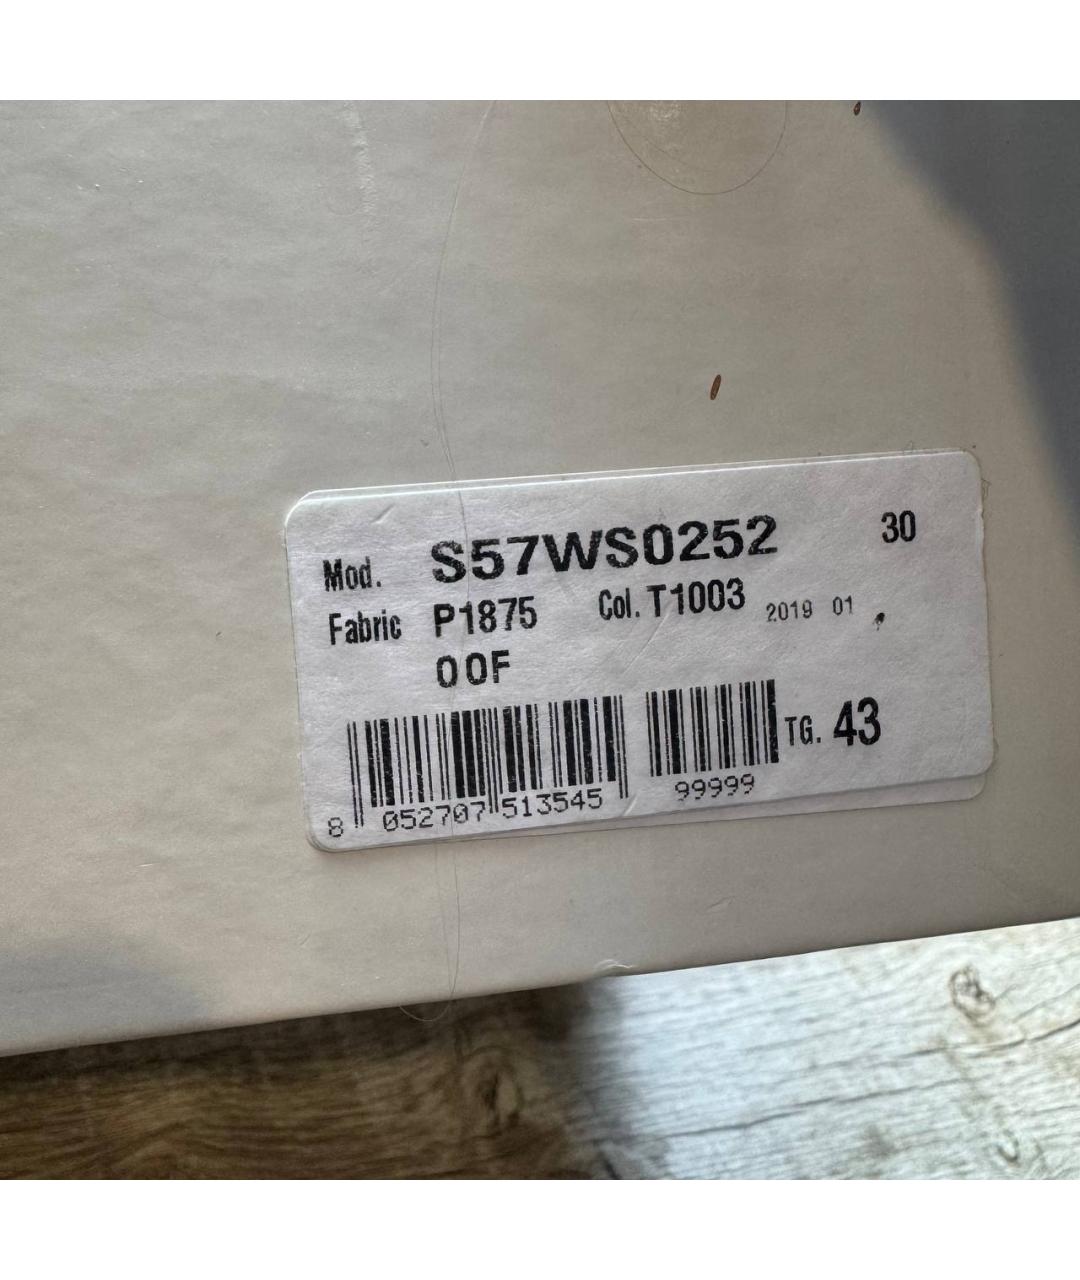 Mod. S57WS0252 30
Fabric P1875 Col. T1003 2019 01
00F
TG. 43
8 052707 513545 99999